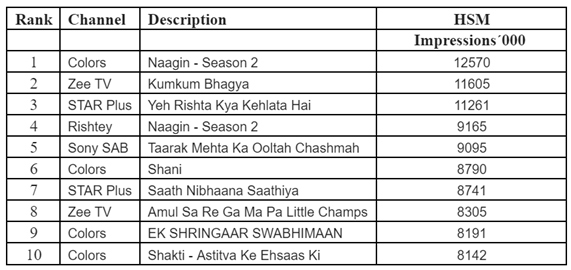 Rank Channel Description HSM
Impressions´000
1 Colors Naagin - Season 2 12570
2 Zee TV Kumkum Bhagya 11605
3 STAR Plus Yeh Rishta Kya Kehlata Hai 11261
4 Rishtey Naagin - Season 2 9165
5 Sony SAB Taarak Mehta Ka Ooltah Chashmah 9095
6 Colors Shani 8790
7 STAR Plus Saath Nibhaana Saathiya 8741
8 Zee TV Amul Sa Re Ga Ma Pa Little Champs 8305
9 Colors EK SHRINGAAR SWABHIMAAN 8191
10 Colors Shakti - Astitva Ke Ehsaas Ki 8142